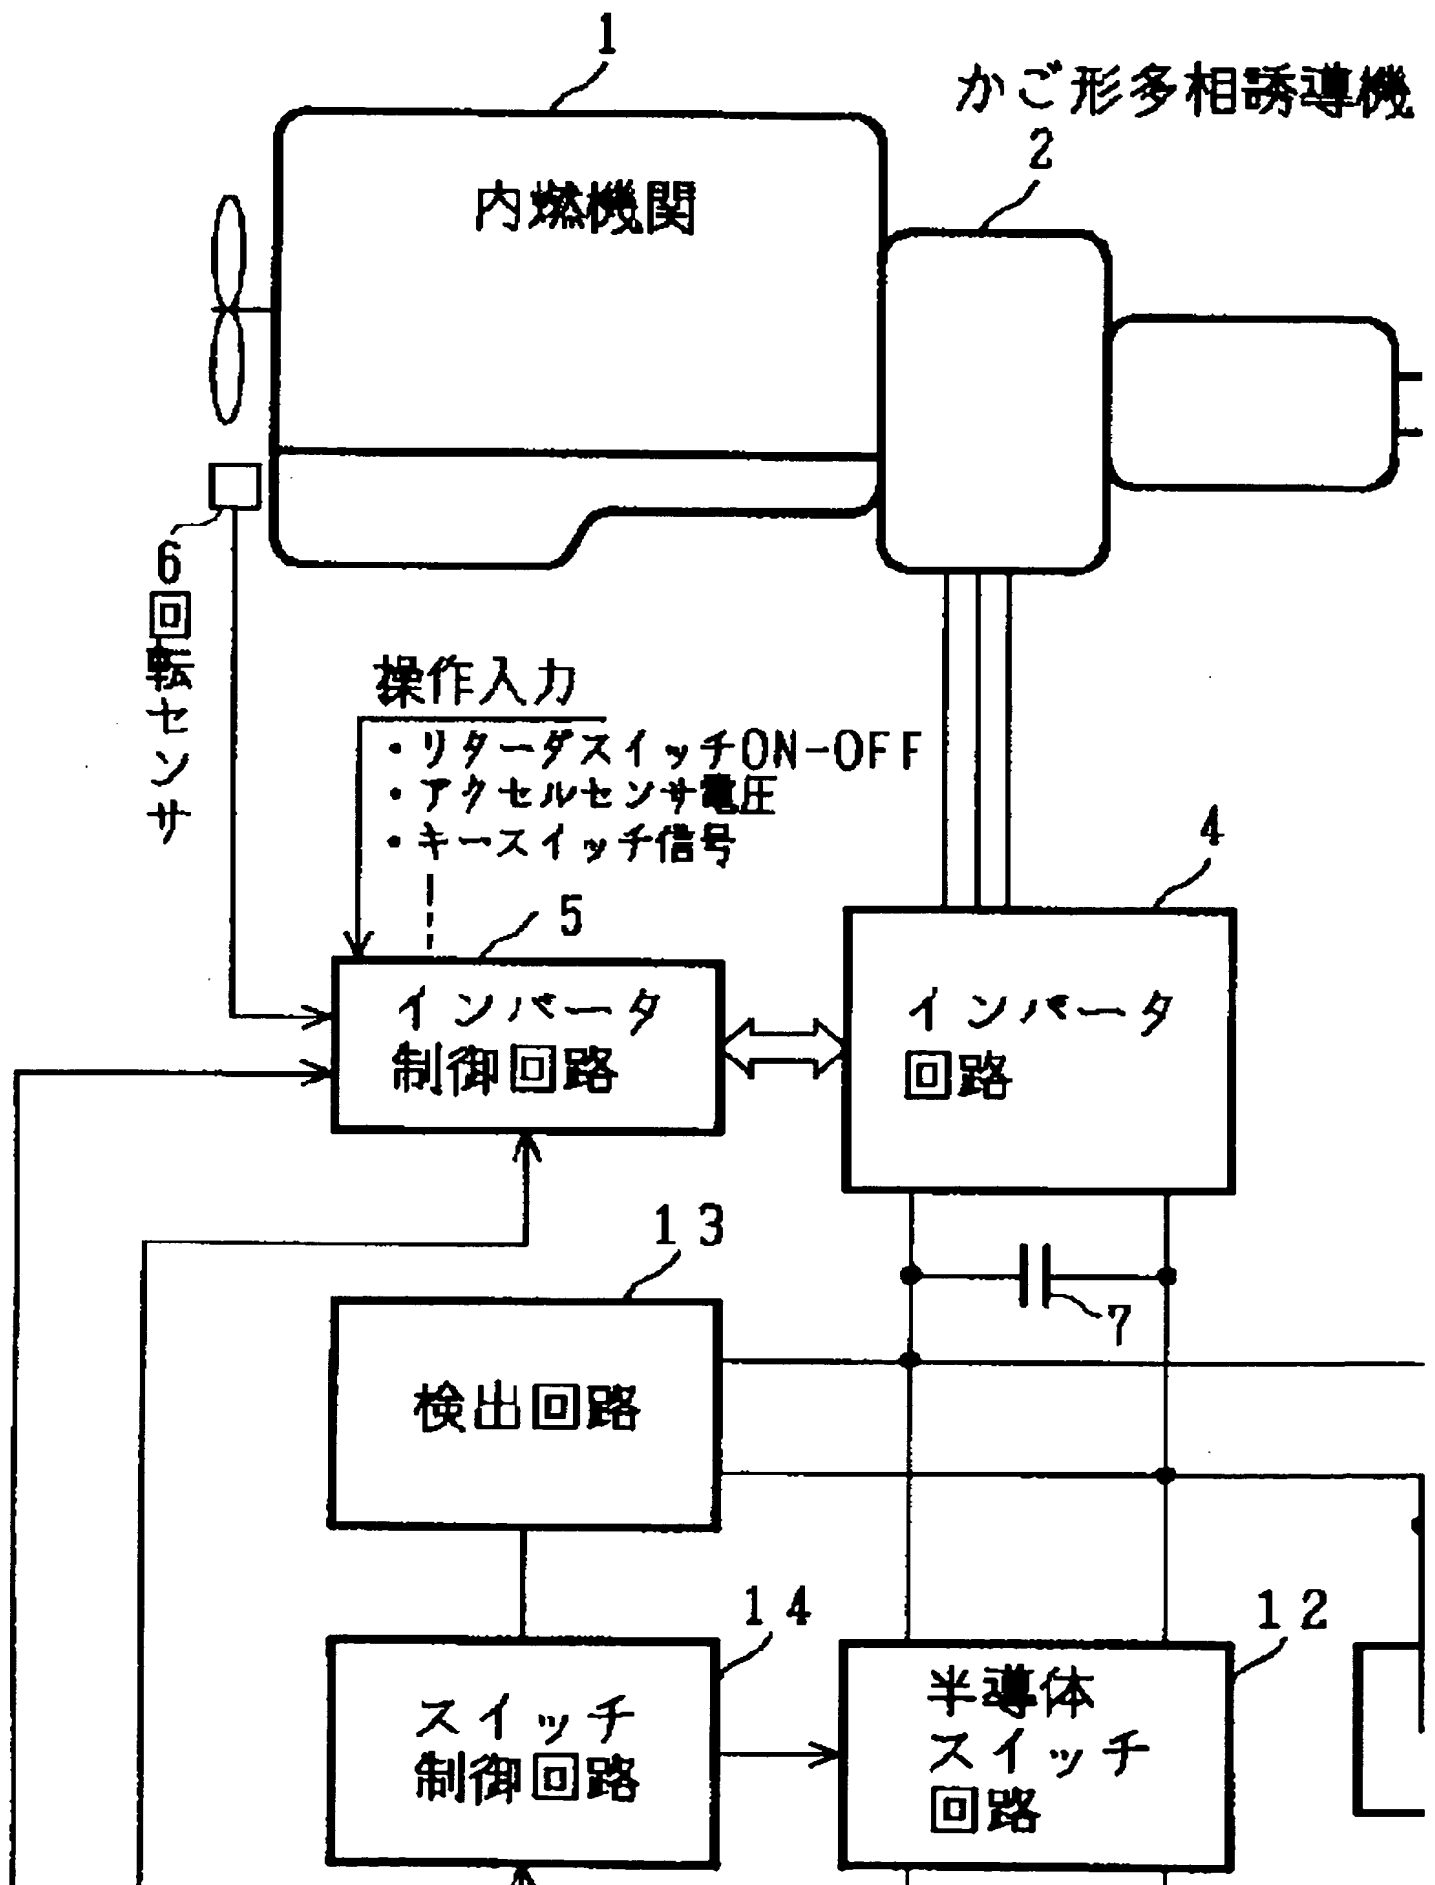 1
かご形多相誘導機
2
内燃機関
6
回転センサ
操作入力
・リターダスイッチON-OFF
・アクセルセンサ電圧
・キースイッチ信号
4
5
インバータ
制御回路
インバータ
回路
13
7
検出回路
14
12
スイッチ
制御回路
半導体
スイッチ
回路